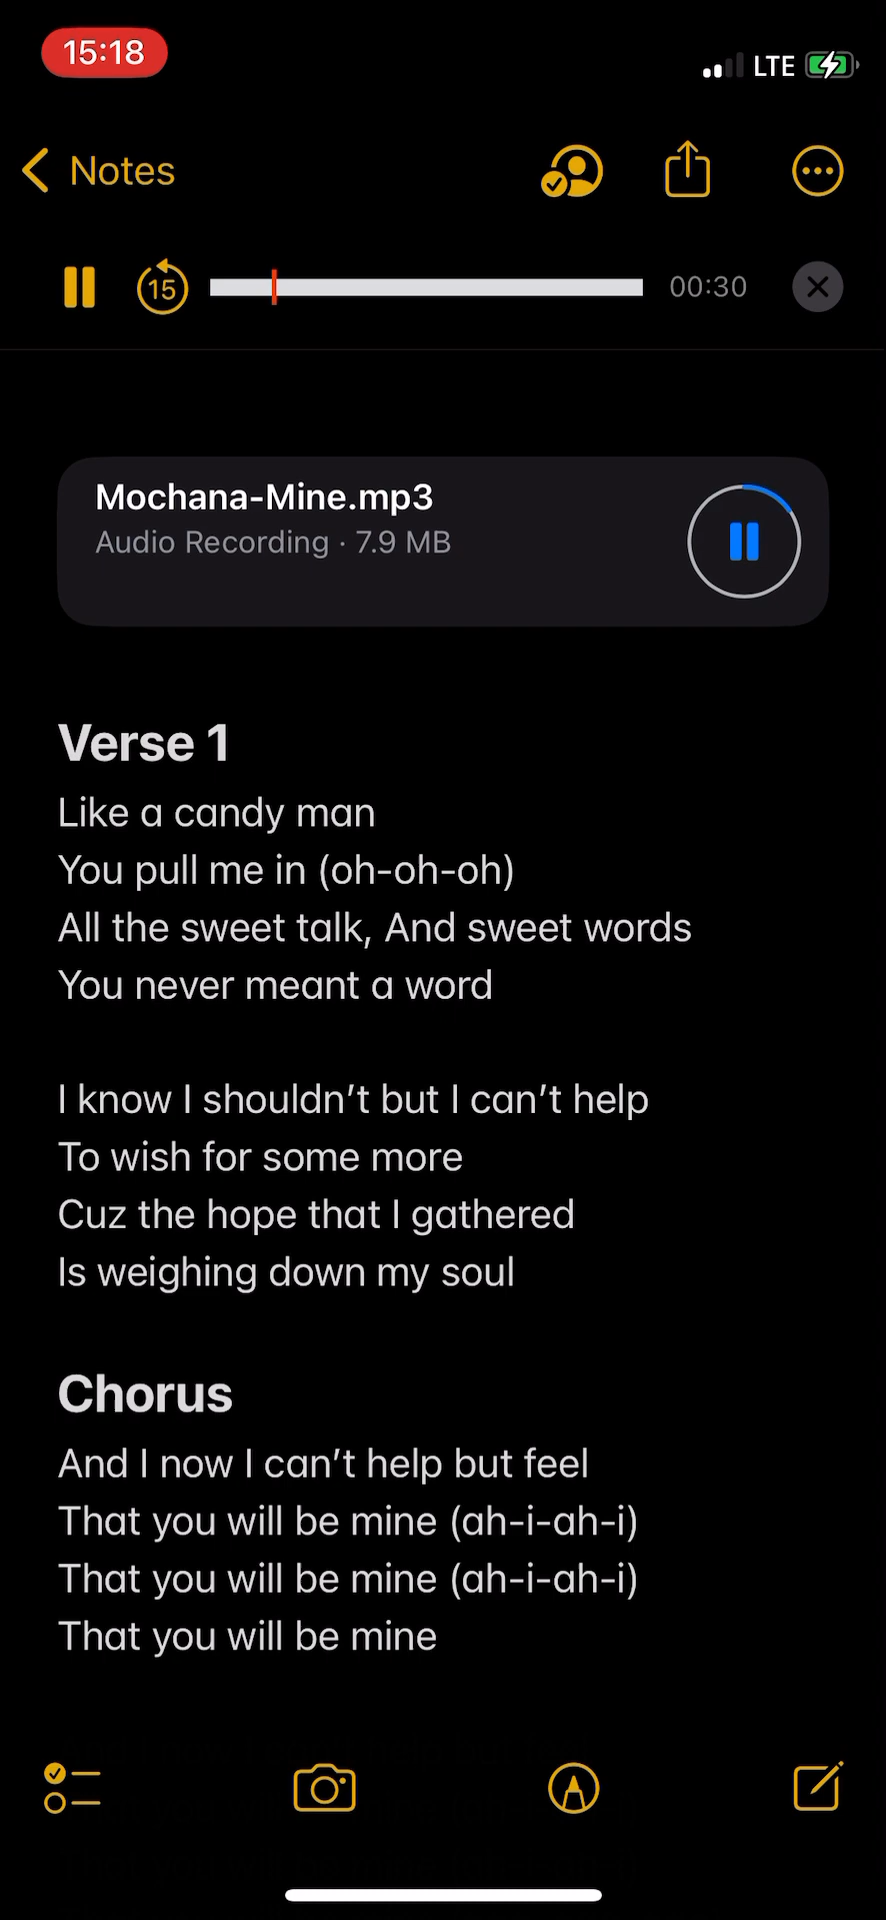 15:18
LTE
Notes
15
00:30
Mochana-Mine.mp3
Audio Recording · 7.9 MB
Verse 1
Like a candy man
You pull me in (oh-oh-oh)
All the sweet talk, And sweet words
You never meant a word
I know I shouldn’t but I can’t help
To wish for some more
Cuz the hope that I gathered
Is weighing down my soul
Chorus
And I now I can’t help but feel
That you will be mine (ah-i-ah-i)
That you will be mine (ah-i-ah-i)
That you will be mine